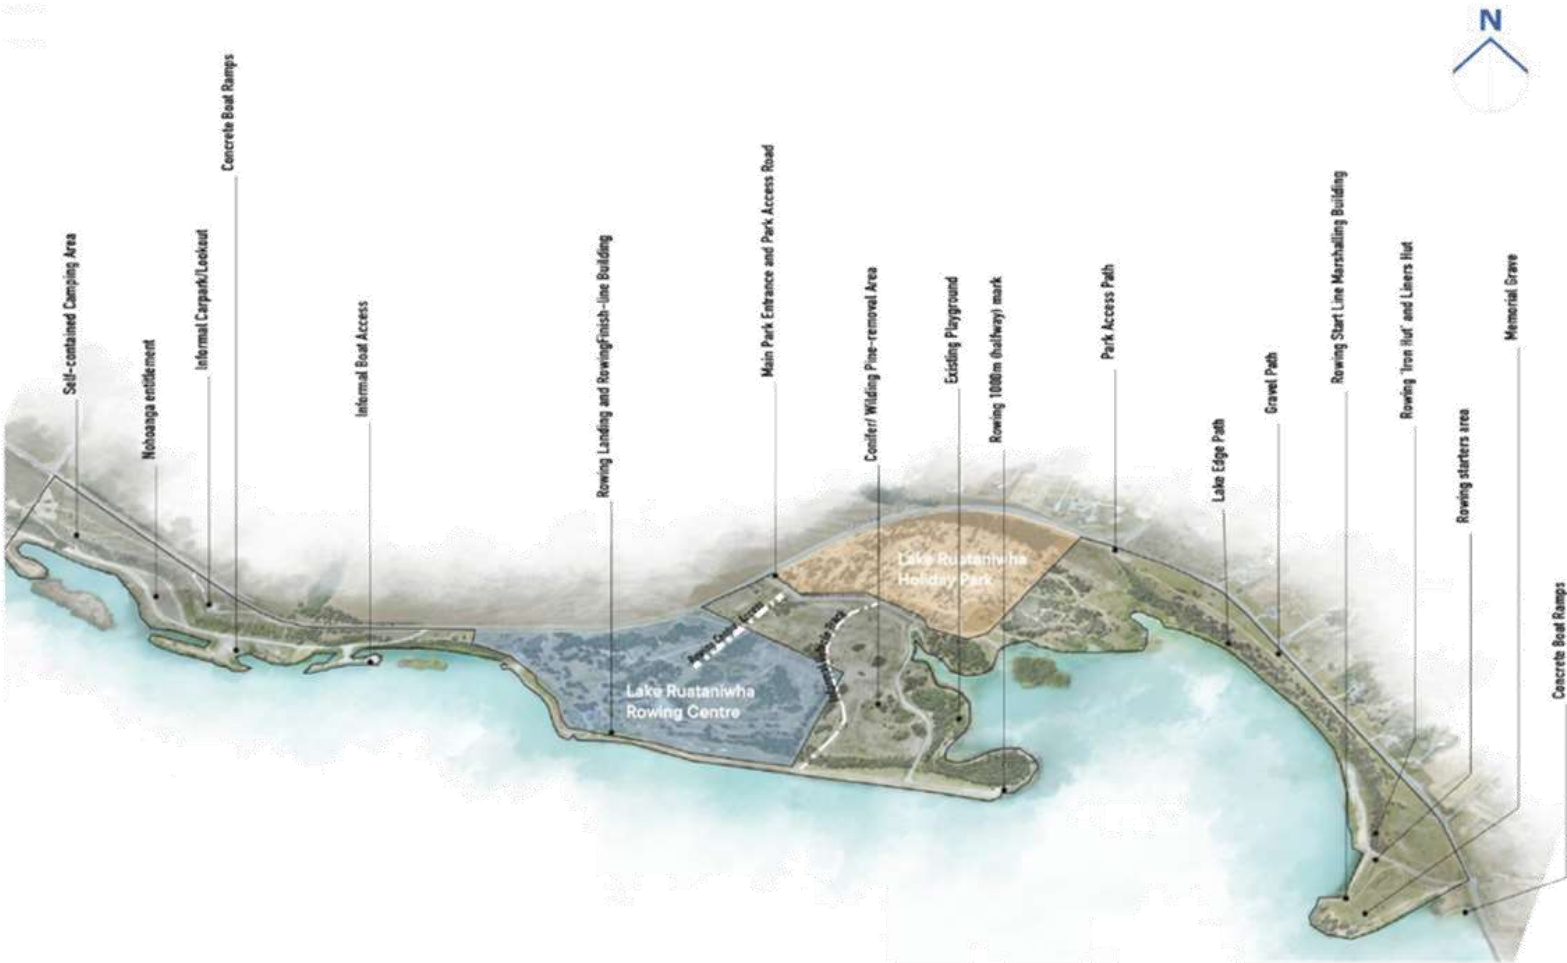 N
Self-contained Camping Area
Nohoanga entitlement
Informal Carpark/Lookout
Concrete Boat Ramps
Informal Boat Access
Rowing Landing and RowingFinish-line Building
Main Park Entrance and Park Access Road
Conifer/ Wilding Pine-removal Area
Existing Playground
Rowing 1000m (halfway) mark
Park Access Path
Lake Edge Path
Gravel Path
Rowing Start Line Marshalling Building
Rowing 'Iron Hut' and Liners Hut
Rowing starters area
Memorial Grave
Concrete Boat Ramps
Lake Ruataniwha
Holiday Park
Lake Ruataniwha
Rowing Centre